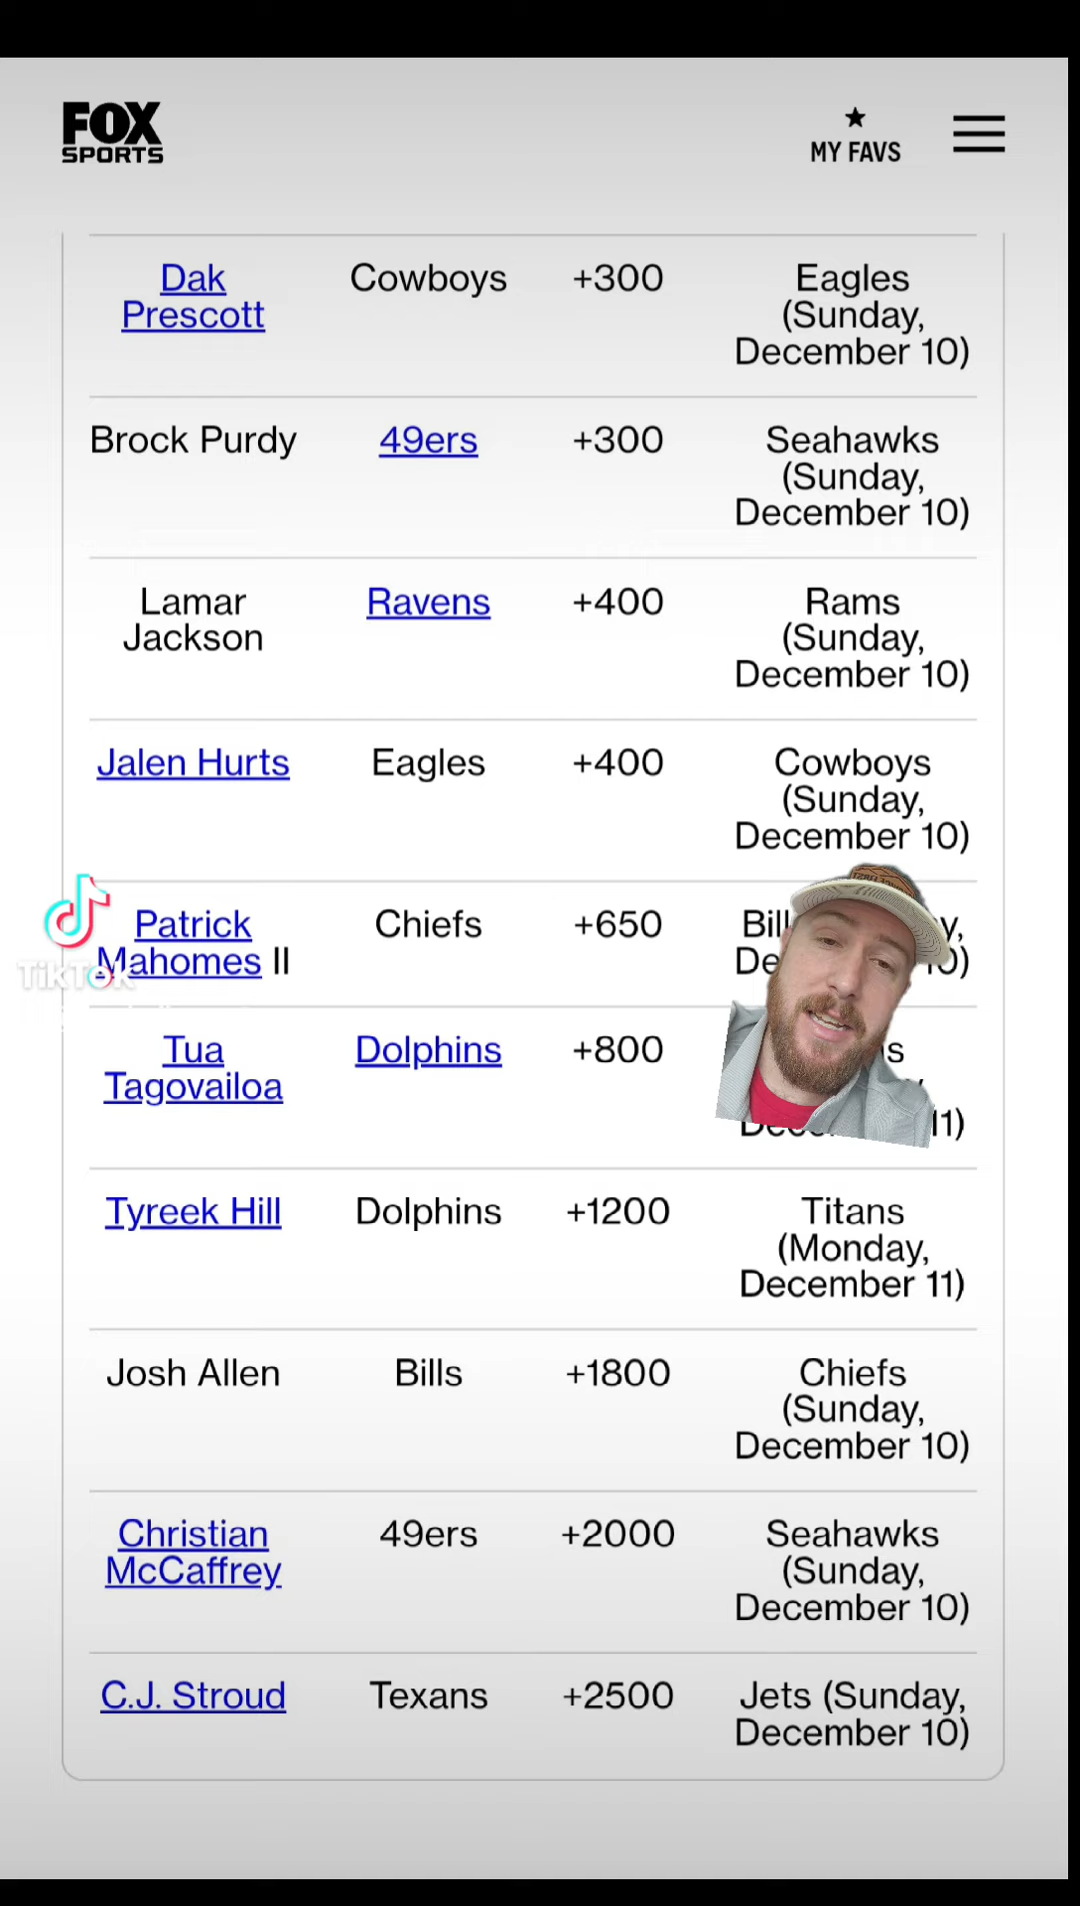 FOX
SPORTS
MY FAVS
Dak Prescott Cowboys +300 Eagles (Sunday, December 10)
Brock Purdy 49ers +300 Seahawks (Sunday, December 10)
Lamar Jackson Ravens +400 Rams (Sunday, December 10)
Jalen Hurts Eagles +400 Cowboys (Sunday, December 10)
Patrick Mahomes II Chiefs +650
Tua Tagovailoa Dolphins +800 11)
Tyreek Hill Dolphins +1200 Titans (Monday, December 11)
Josh Allen Bills +1800 Chiefs (Sunday, December 10)
Christian McCaffrey 49ers +2000 Seahawks (Sunday, December 10)
C.J. Stroud Texans +2500 Jets (Sunday, December 10)
TikTok